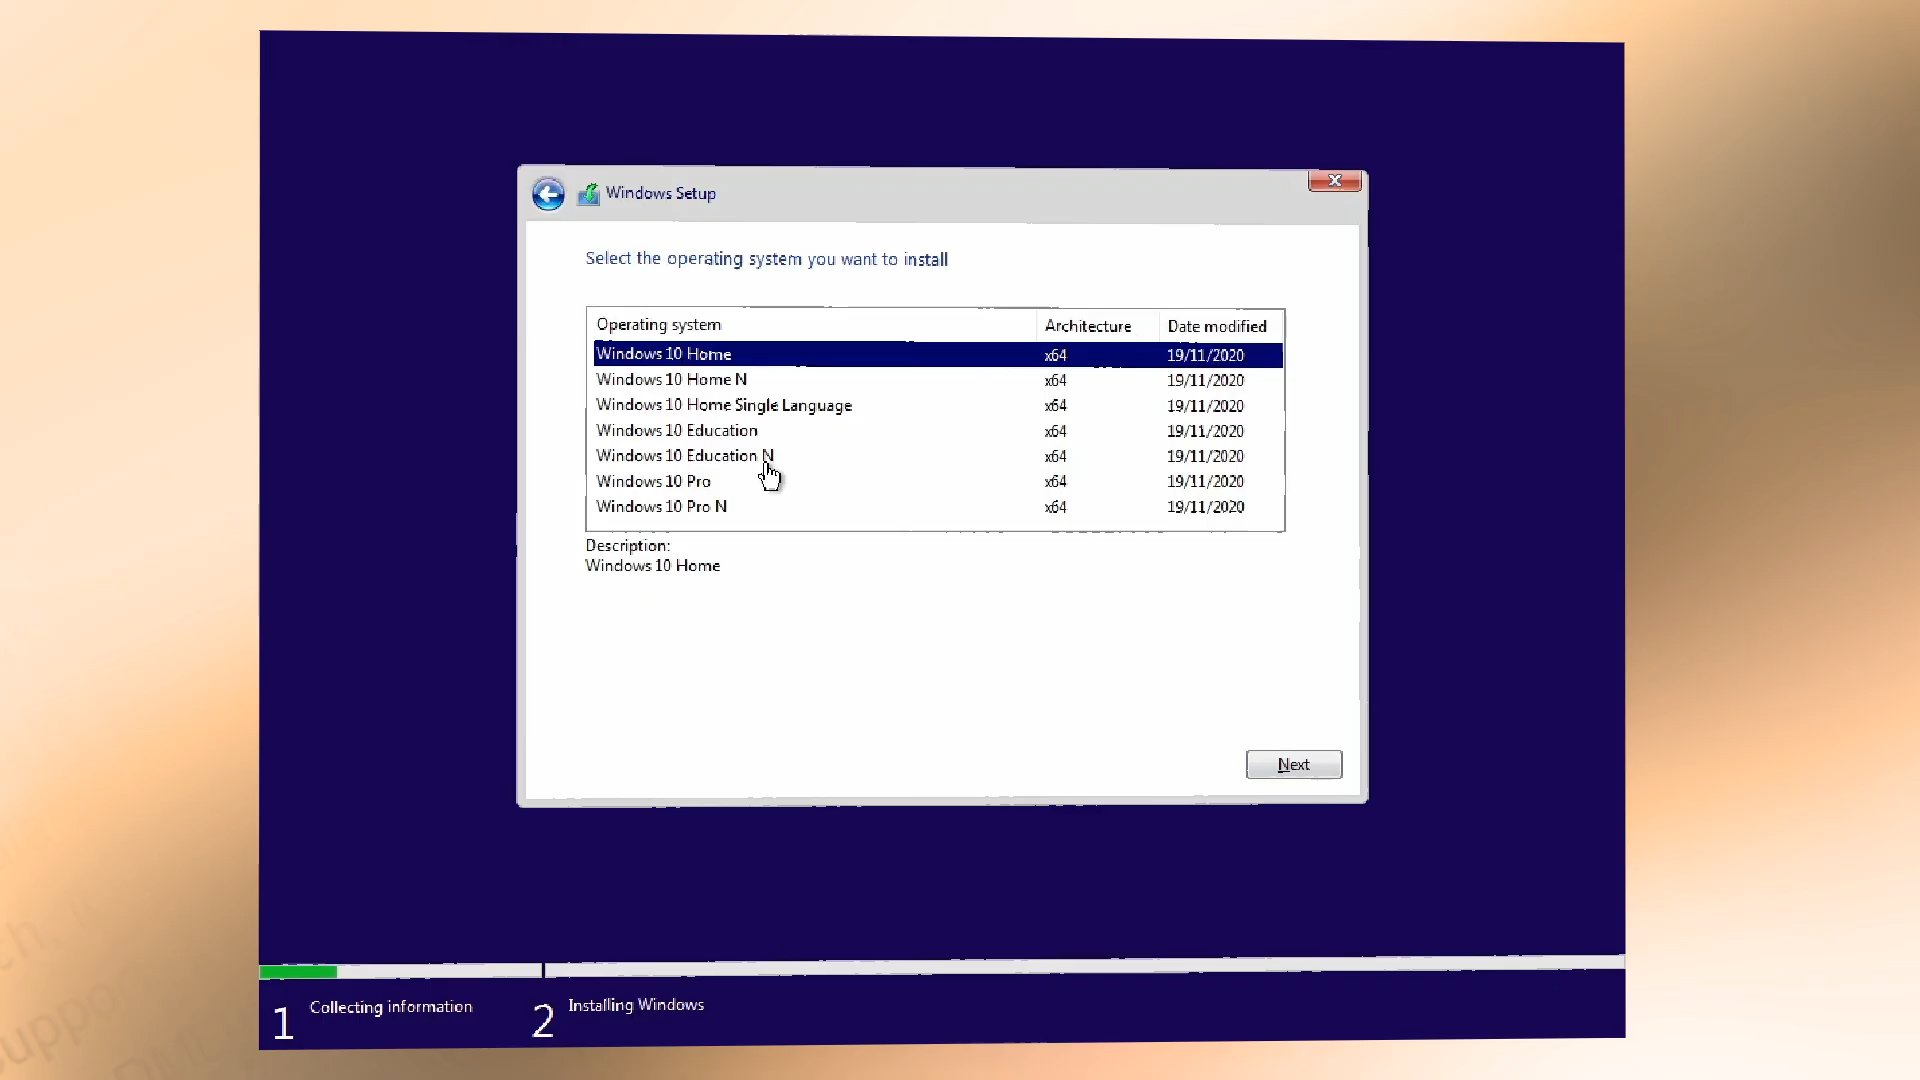 Windows Setup
Select the operating system you want to install
Operating system Architecture Date modified
Windows 10 Home x64 19/11/2020
Windows 10 Home N x64 19/11/2020
Windows 10 Home Single Language x64 19/11/2020
Windows 10 Education x64 19/11/2020
Windows 10 Education N x64 19/11/2020
Windows 10 Pro x64 19/11/2020
Windows 10 Pro N x64 19/11/2020
Description:
Windows 10 Home
Next
1 Collecting information 2 Installing Windows